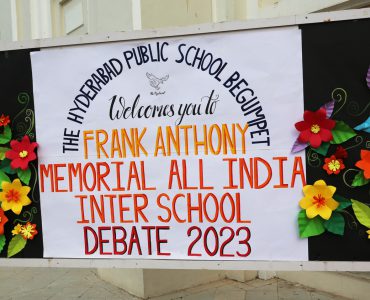 THE HYDERABAD PUBLIC SCHOOL BEGUMPET
Welcomes you to
FRANK ANTHONY
MEMORIAL ALL INDIA
INTER SCHOOL
DEBATE 2023